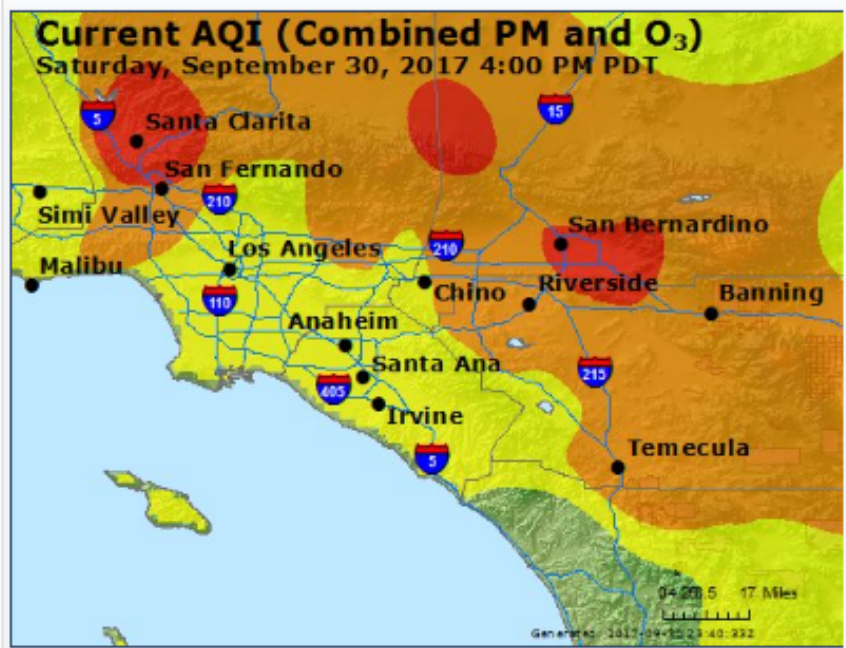 Current AQI (Combined PM and O₃)
Saturday, September 30, 2017 4:00 PM PDT
5
15
Santa Clarita
San Fernando
210
Simi Valley
San Bernardino
Los Angeles
210
Malibu
Riverside
Chino
Banning
110
Anaheim
Santa Ana
215
405
Irvine
Temecula
5
17 Miles